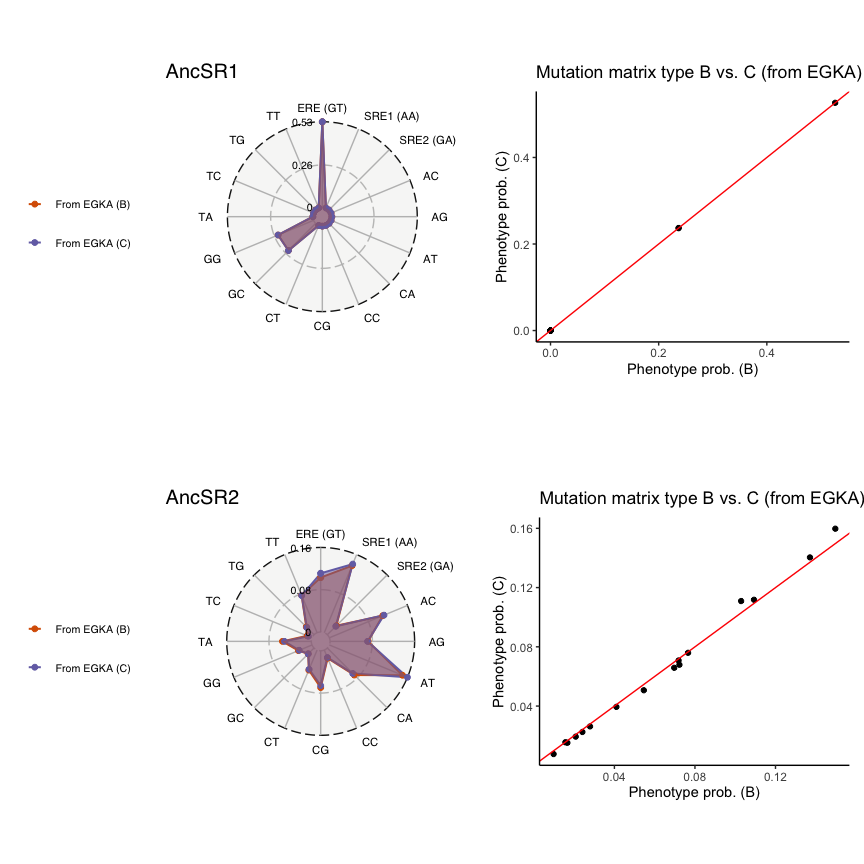 AncSR1
Mutation matrix type B vs. C (from EGKA)
ERE (GT)
SRE1 (AA)
SRE2 (GA)
AC
AG
AT
CA
CC
CG
CT
GC
GG
TA
TC
TG
TT
0.53
0.26
0
From EGKA (B)
From EGKA (C)
Phenotype prob. (C)
0.4
0.2
0.0
0.0
0.2
0.4
Phenotype prob. (B)
AncSR2
Mutation matrix type B vs. C (from EGKA)
ERE (GT)
SRE1 (AA)
SRE2 (GA)
AC
AG
AT
CA
CC
CG
CT
GC
GG
TA
TC
TG
TT
0.16
0.08
0
From EGKA (B)
From EGKA (C)
Phenotype prob. (C)
0.16
0.12
0.08
0.04
0.04
0.08
0.12
Phenotype prob. (B)